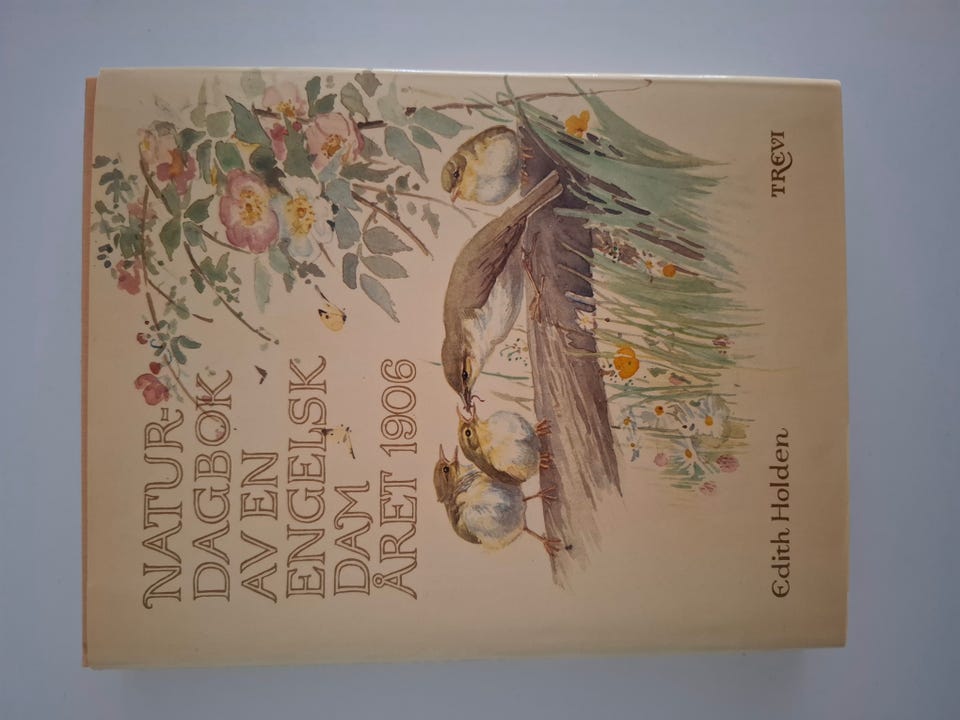 NATUR-
DAGBOK
AV EN
ENGELSK
DAM
ÅRET 1906
Edith Holden
TREVI